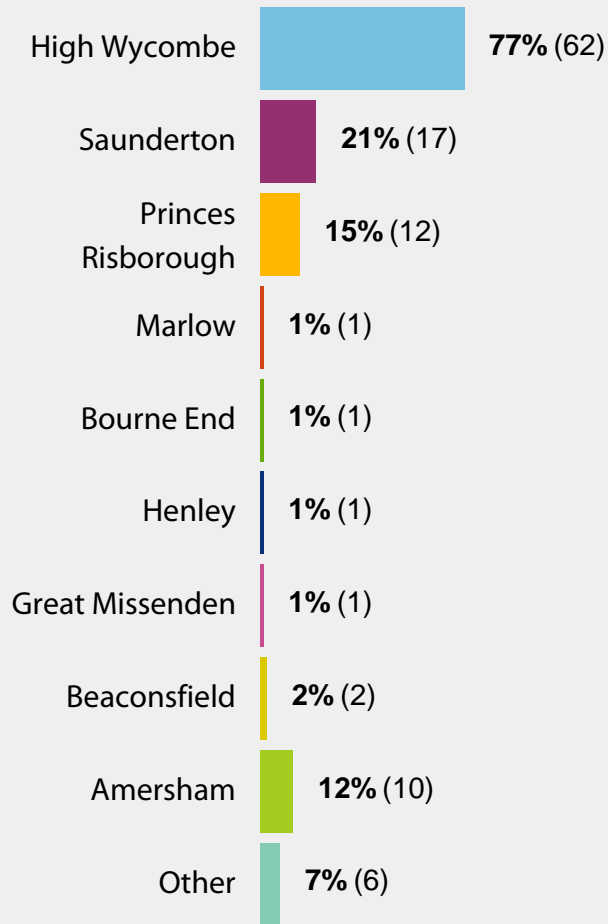 High Wycombe 77% (62)
Saunderton 21% (17)
Princes
Risborough 15% (12)
Marlow 1% (1)
Bourne End 1% (1)
Henley 1% (1)
Great Missenden 1% (1)
Beaconsfield 2% (2)
Amersham 12% (10)
Other 7% (6)